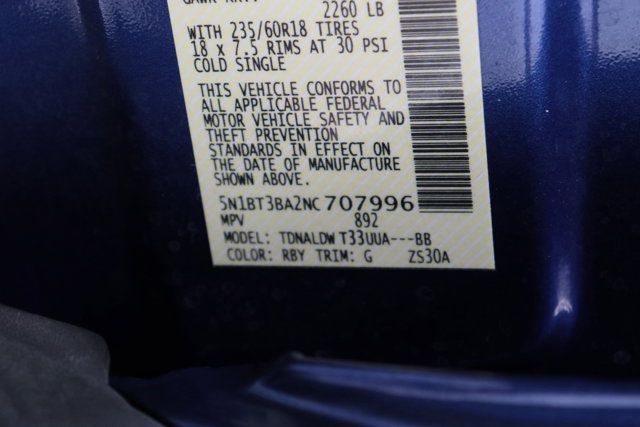 2260 LB
WITH 235/60R18 TIRES
18 x 7.5 RIMS AT 30 PSI
COLD SINGLE
THIS VEHICLE CONFORMS TO
ALL APPLICABLE FEDERAL
MOTOR VEHICLE SAFETY AND
THEFT PREVENTION
STANDARDS IN EFFECT ON
THE DATE OF MANUFACTURE
SHOWN ABOVE.
5N1BT3BA2NC707996
MPV 892
MODEL: TDNALDW T33UUA---BB
COLOR: RBY TRIM: G ZS30A